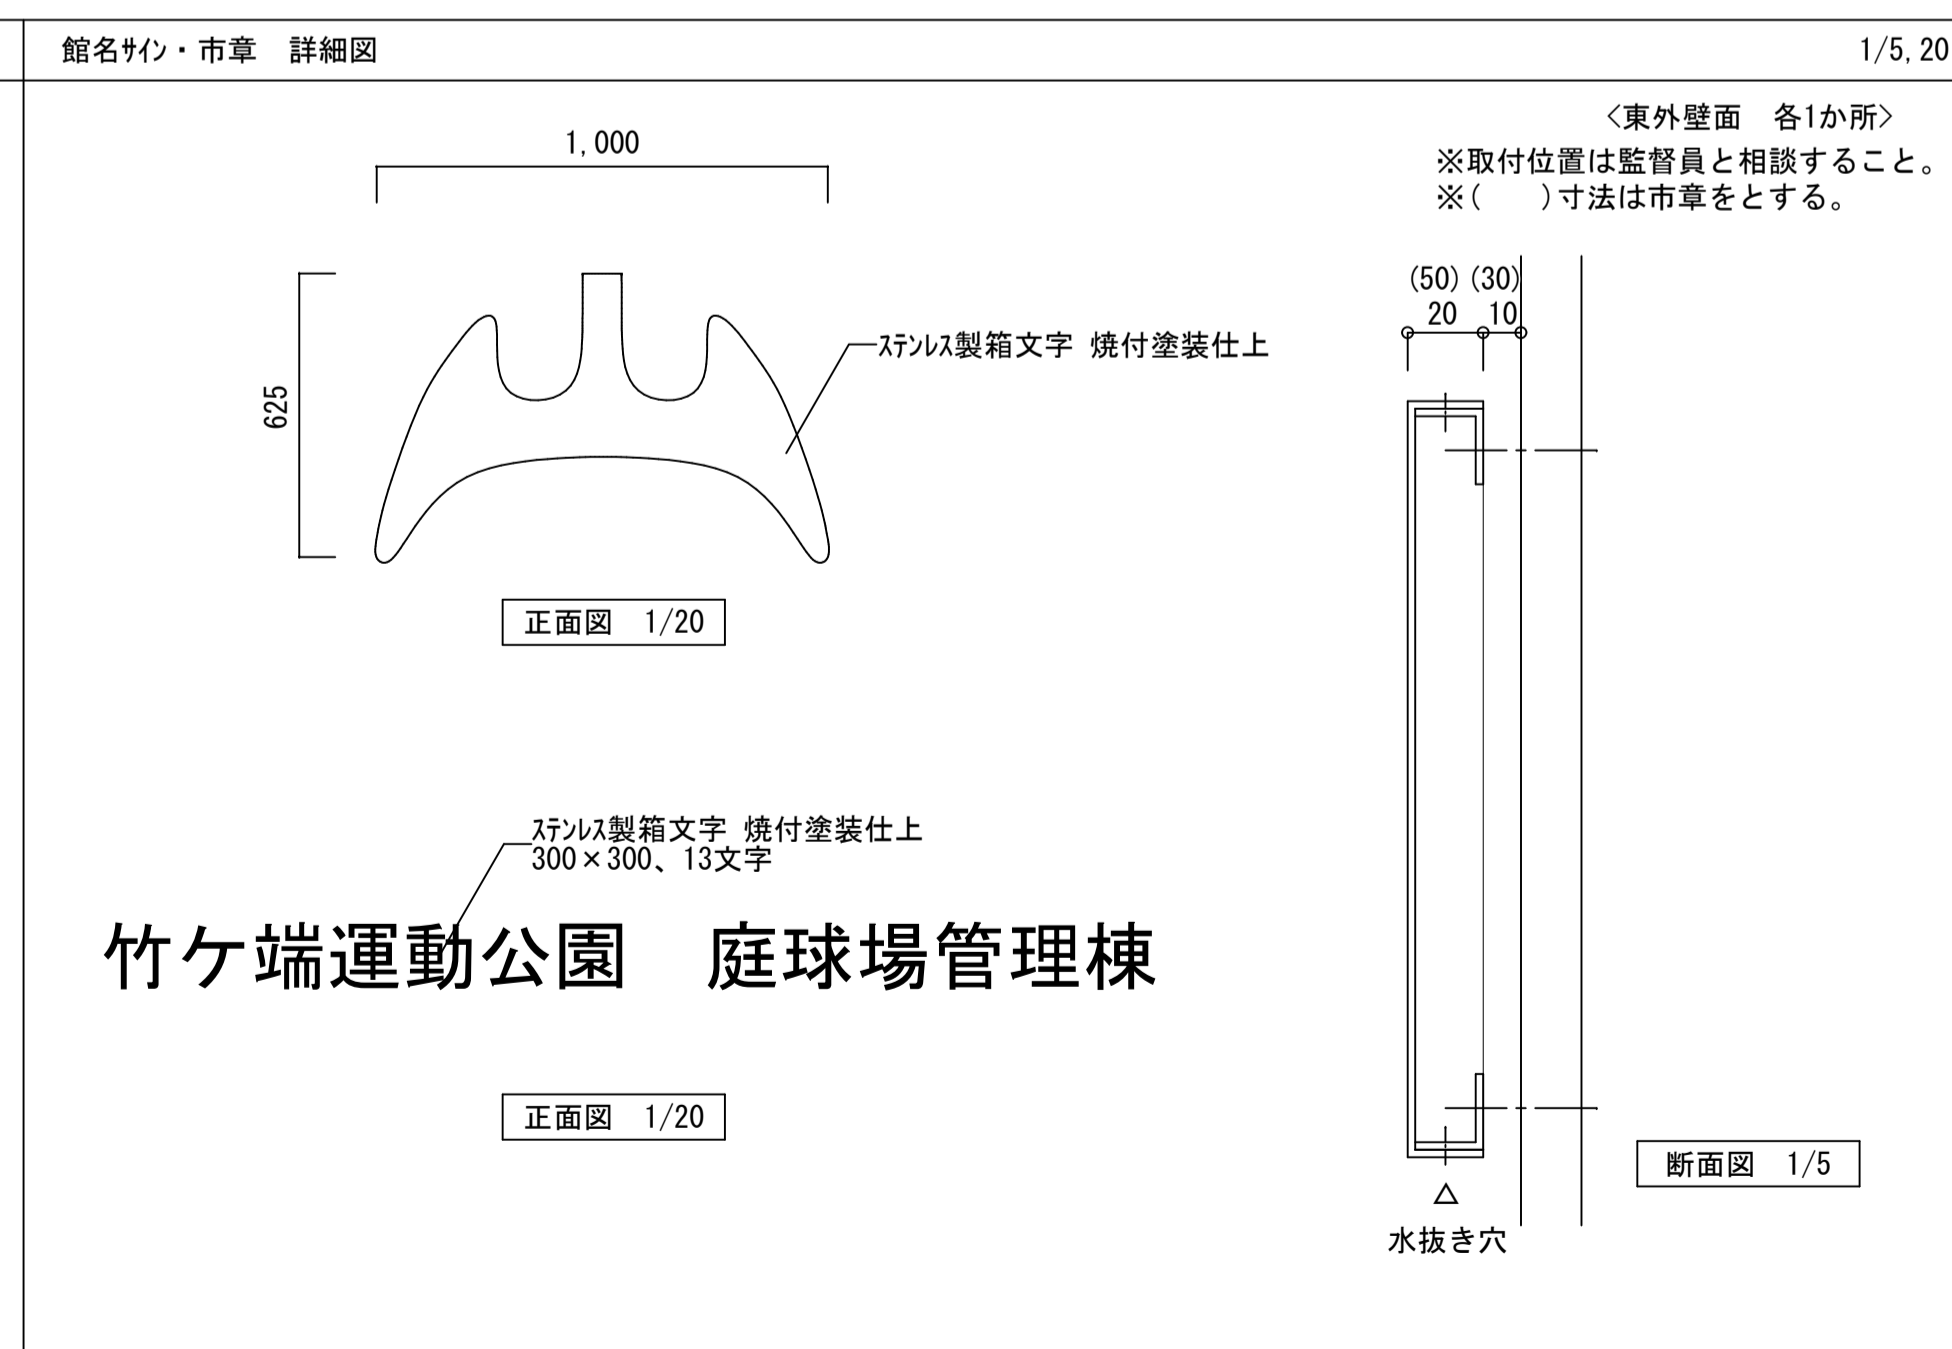 館名ｻｲﾝ・市章　詳細図　1/5,20
<東外壁面　各1か所>
※取付位置は監督員と相談すること。
※(　　)寸法は市章をとする。
1,000
625
ｽﾃﾝﾚｽ製箱文字 焼付塗装仕上
正面図　1/20
(50)(30)
20 10
ｽﾃﾝﾚｽ製箱文字 焼付塗装仕上
300×300、13文字
竹ケ端運動公園　庭球場管理棟
正面図　1/20
断面図　1/5
水抜き穴